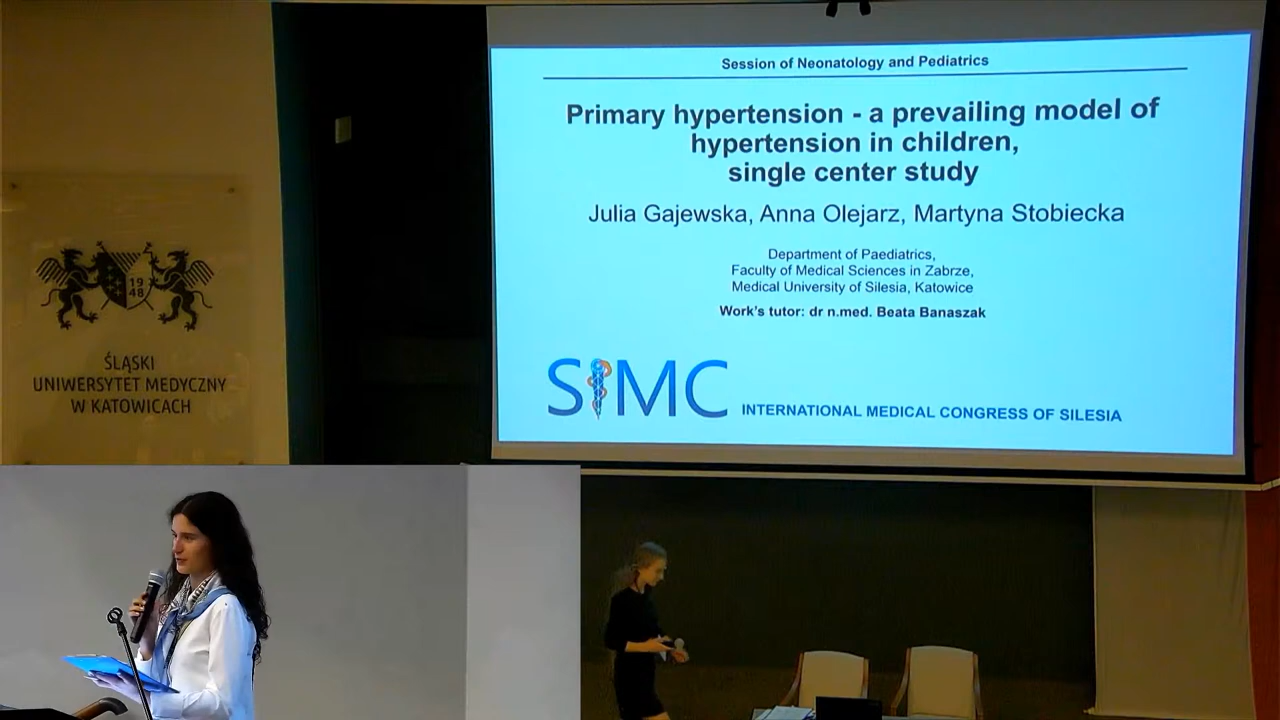 Session of Neonatology and Pediatrics
Primary hypertension - a prevailing model of
hypertension in children,
single center study
Julia Gajewska, Anna Olejarz, Martyna Stobiecka
Department of Paediatrics,
Faculty of Medical Sciences in Zabrze,
Medical University of Silesia, Katowice
Work's tutor: dr n.med. Beata Banaszak
SIMC INTERNATIONAL MEDICAL CONGRESS OF SILESIA
19
48
ŚLĄSKI
UNIWERSYTET MEDYCZNY
W KATOWICACH